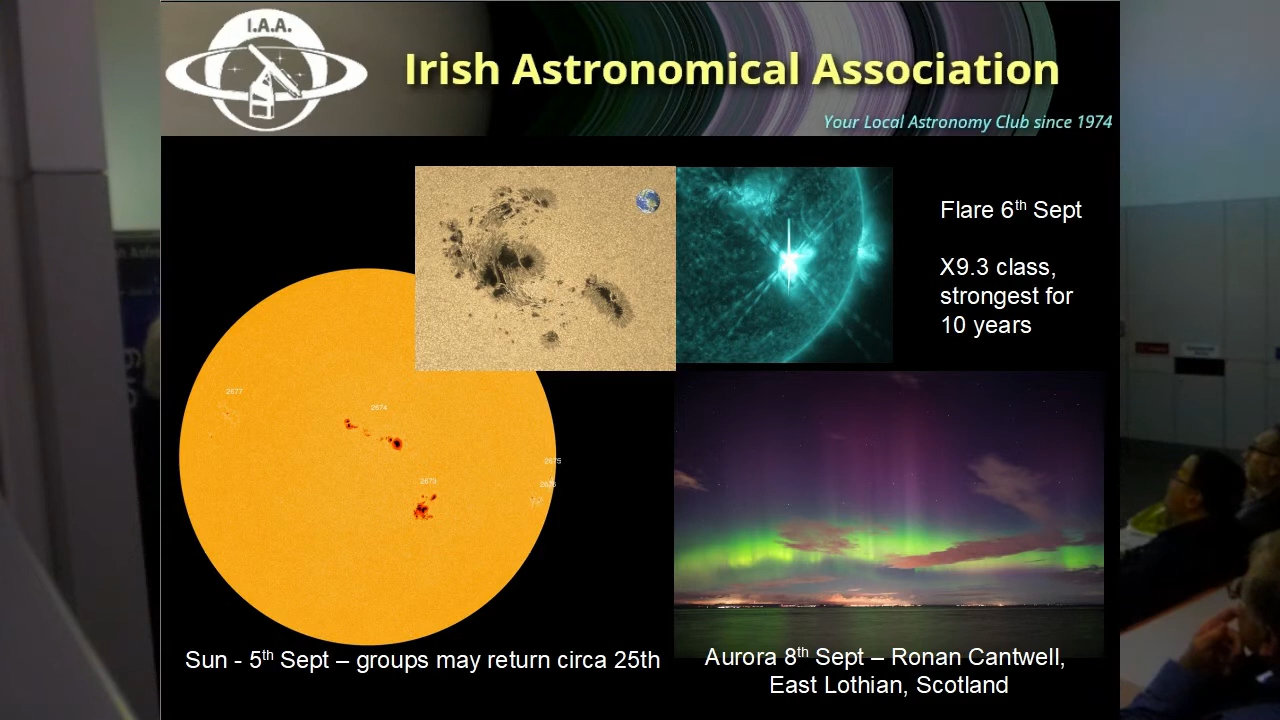 I.A.A.
Irish Astronomical Association
Your Local Astronomy Club since 1974
Flare 6th Sept
X9.3 class,
strongest for
10 years
2677
2674
2673
2675
2676
Sun - 5th Sept – groups may return circa 25th
Aurora 8th Sept – Ronan Cantwell,
East Lothian, Scotland